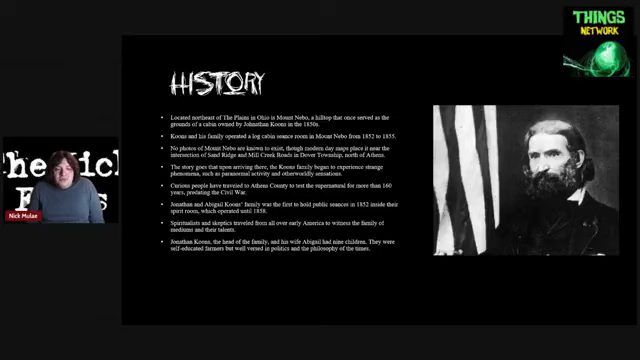 THINGS
NETWORK
HISTORY
• Located northeast of The Plains in Ohio is Mount Nebo, a hilltop that once served as the
grounds of a cabin owned by Johnathan Koons in the 1850s.
• Koons and his family operated a log cabin seance room in Mount Nebo from 1852 to 1855.
• No photos of Mount Nebo are known to exist, though modern day maps place it near the
intersection of Sand Ridge and Mill Creek Roads in Dover Township, north of Athens.
• The story goes that upon arriving there, the Koons family began to experience strange
phenomena, such as paranormal activity and otherworldly sensations.
• Curious people have traveled to Athens County to test the supernatural for more than 160
years, predating the Civil War.
• Jonathan and Abigail Koons' family was the first to hold public seances in 1852 inside their
spirit room, which operated until 1858.
• Spiritualists and skeptics traveled from all over early America to witness the family of
mediums and their talents.
• Jonathan Koons, the head of the family, and his wife Abigail had nine children. They were
self-educated farmers but well versed in politics and the philosophy of the times.
Nick Mulae